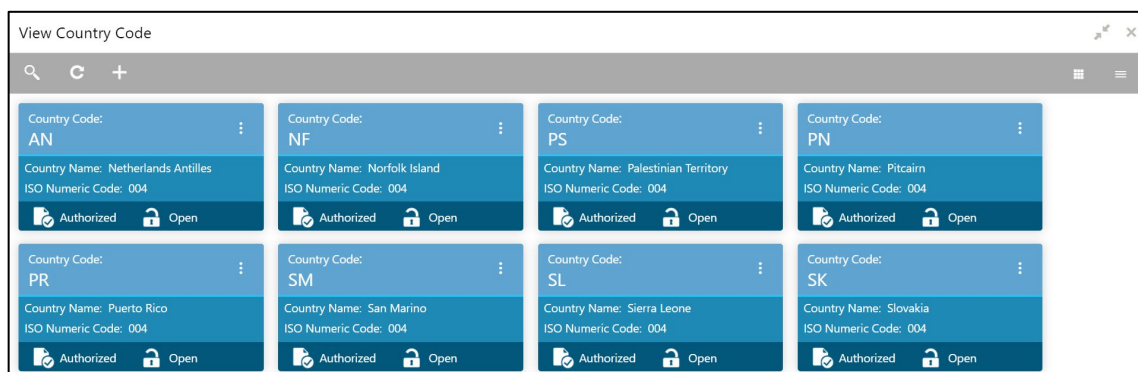 View Country Code
Country Code:
AN
Country Name: Netherlands Antilles
ISO Numeric Code: 004
Authorized Open
Country Code:
NF
Country Name: Norfolk Island
ISO Numeric Code: 004
Authorized Open
Country Code:
PS
Country Name: Palestinian Territory
ISO Numeric Code: 004
Authorized Open
Country Code:
PN
Country Name: Pitcairn
ISO Numeric Code: 004
Authorized Open
Country Code:
PR
Country Name: Puerto Rico
ISO Numeric Code: 004
Authorized Open
Country Code:
SM
Country Name: San Marino
ISO Numeric Code: 004
Authorized Open
Country Code:
SL
Country Name: Sierra Leone
ISO Numeric Code: 004
Authorized Open
Country Code:
SK
Country Name: Slovakia
ISO Numeric Code: 004
Authorized Open